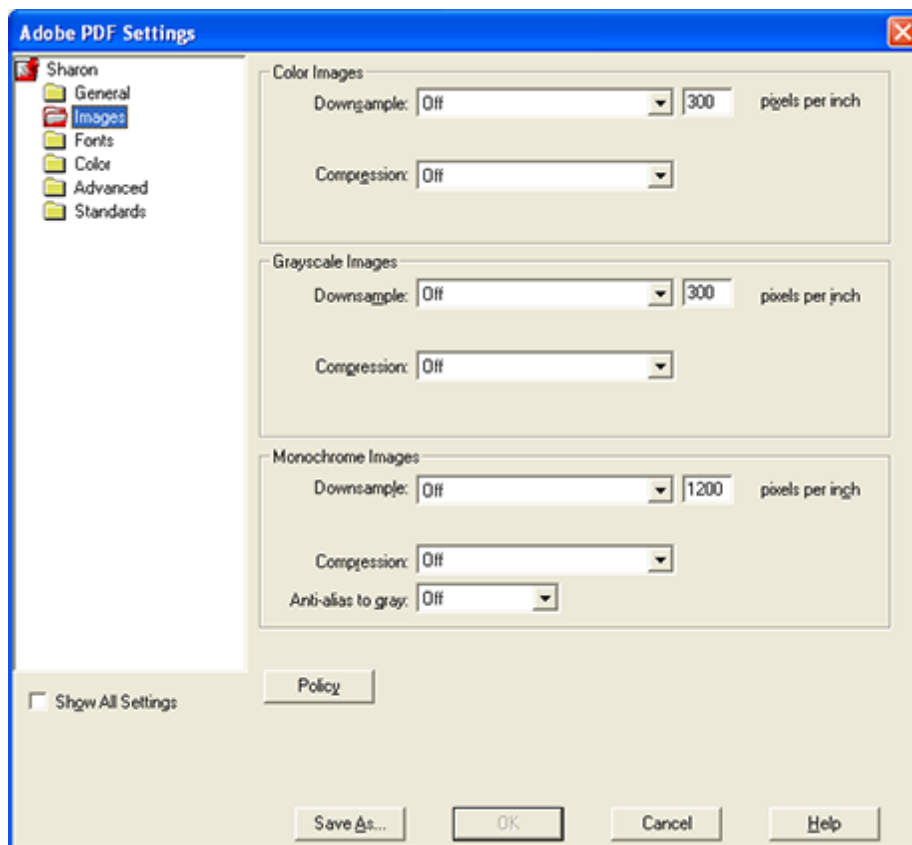 Adobe PDF Settings
Sharon
General
Images
Fonts
Color
Advanced
Standards
Show All Settings
Color Images
Downsample: Off 300 pixels per inch
Compression: Off
Grayscale Images
Downsample: Off 300 pixels per inch
Compression: Off
Monochrome Images
Downsample: Off 1200 pixels per inch
Compression: Off
Anti-alias to gray: Off
Policy
Save As... OK Cancel Help